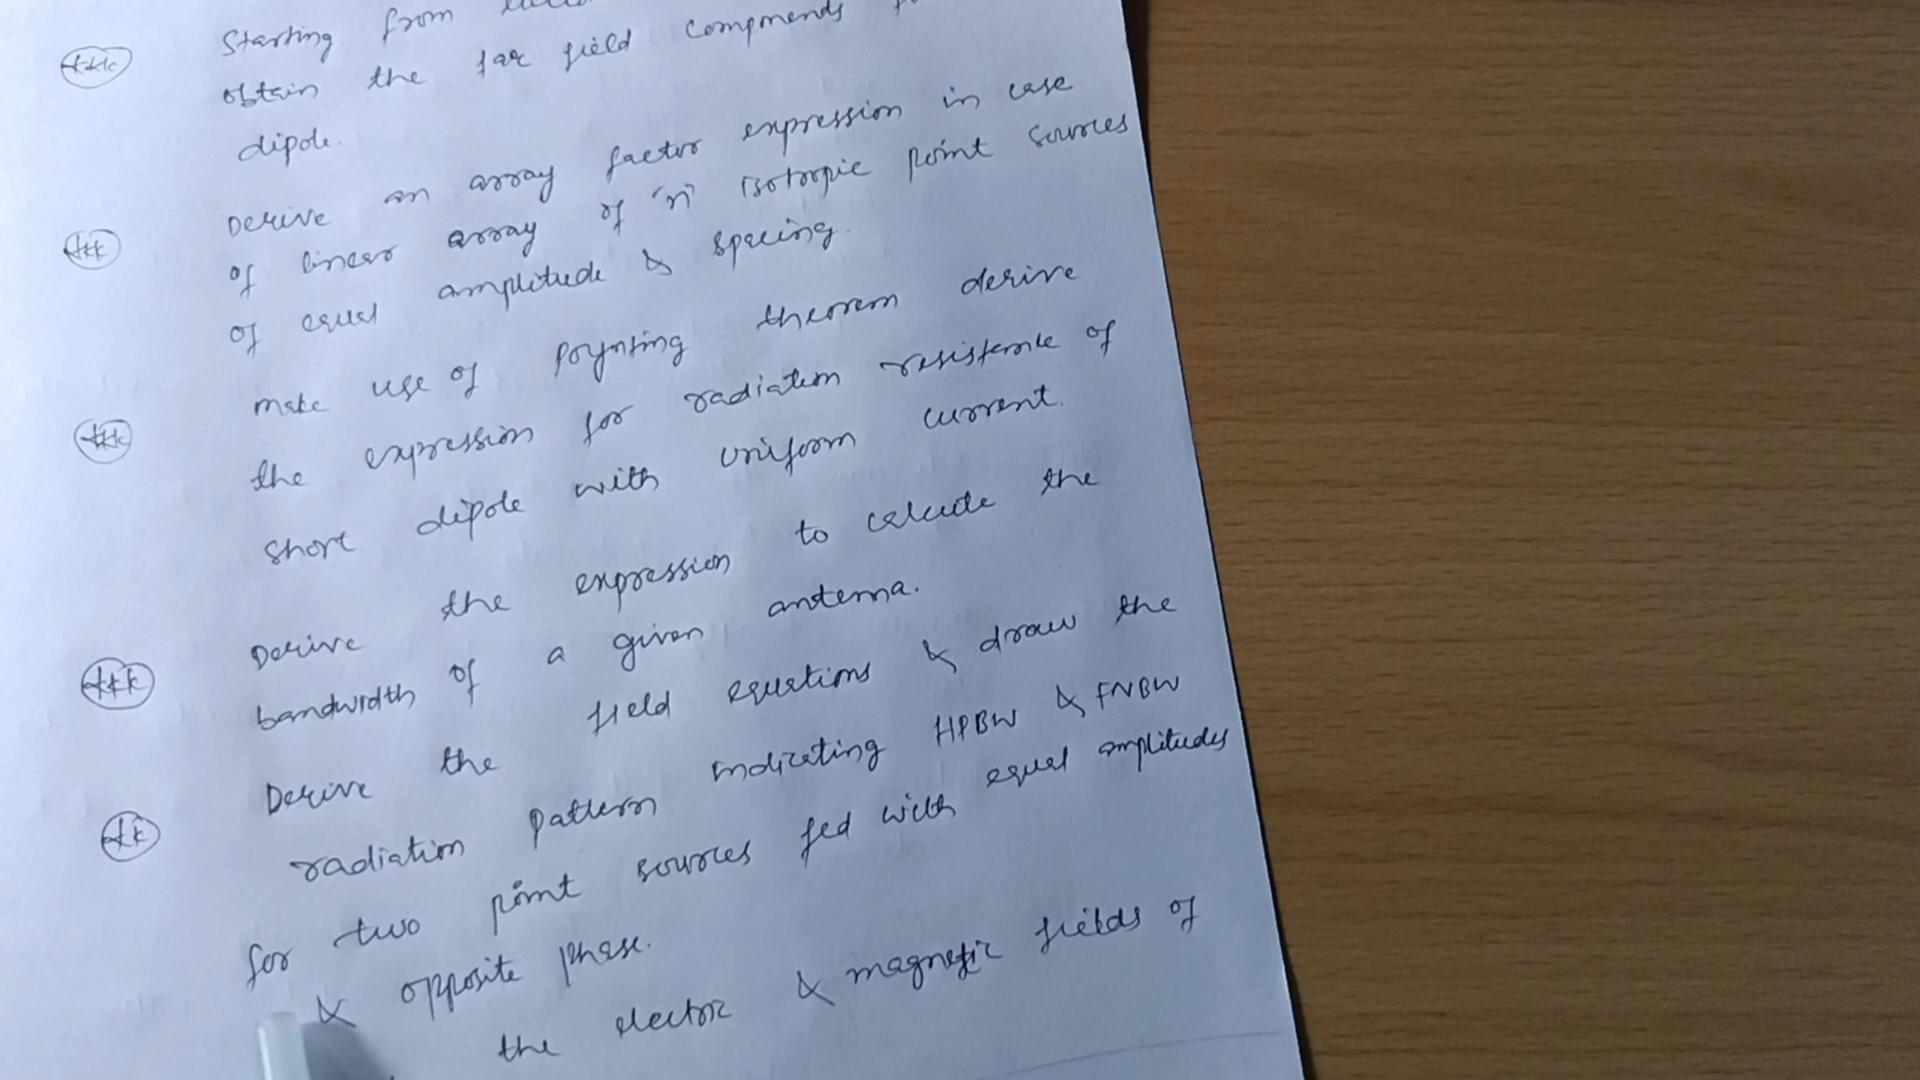 Starting from
obtain the far field components
dipole.
Derive an array factor expression in case
of linear array of 'n' isotropic point sources
of equal amplitude & spacing.
make use of poynting theorem derive
the expression for radiation resistance of
short dipole with uniform current.
Derive the expression to calculate the
bandwidth of a given antenna.
Derive the field equations & draw the
radiation pattern indicating HPBW & FNBW
for two point sources fed with equal amplitudes
& opposite phase.
the electric & magnetic fields of